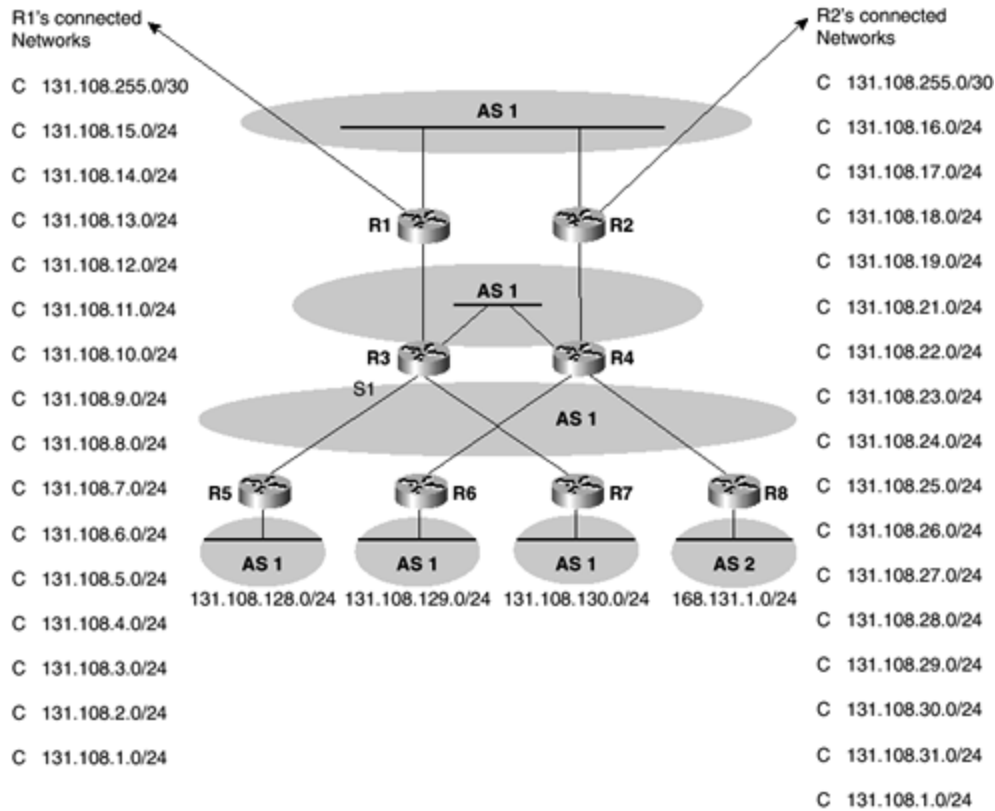 R1's connected
Networks
C 131.108.255.0/30
C 131.108.15.0/24
C 131.108.14.0/24
C 131.108.13.0/24
C 131.108.12.0/24
C 131.108.11.0/24
C 131.108.10.0/24
C 131.108.9.0/24
C 131.108.8.0/24
C 131.108.7.0/24
C 131.108.6.0/24
C 131.108.5.0/24
C 131.108.4.0/24
C 131.108.3.0/24
C 131.108.2.0/24
C 131.108.1.0/24
AS 1
R1
R2
AS 1
R3
R4
S1
AS 1
R5
R6
R7
R8
AS 1
AS 1
AS 1
AS 2
131.108.128.0/24
131.108.129.0/24
131.108.130.0/24
168.131.1.0/24
R2's connected
Networks
C 131.108.255.0/30
C 131.108.16.0/24
C 131.108.17.0/24
C 131.108.18.0/24
C 131.108.19.0/24
C 131.108.21.0/24
C 131.108.22.0/24
C 131.108.23.0/24
C 131.108.24.0/24
C 131.108.25.0/24
C 131.108.26.0/24
C 131.108.27.0/24
C 131.108.28.0/24
C 131.108.29.0/24
C 131.108.30.0/24
C 131.108.31.0/24
C 131.108.1.0/24